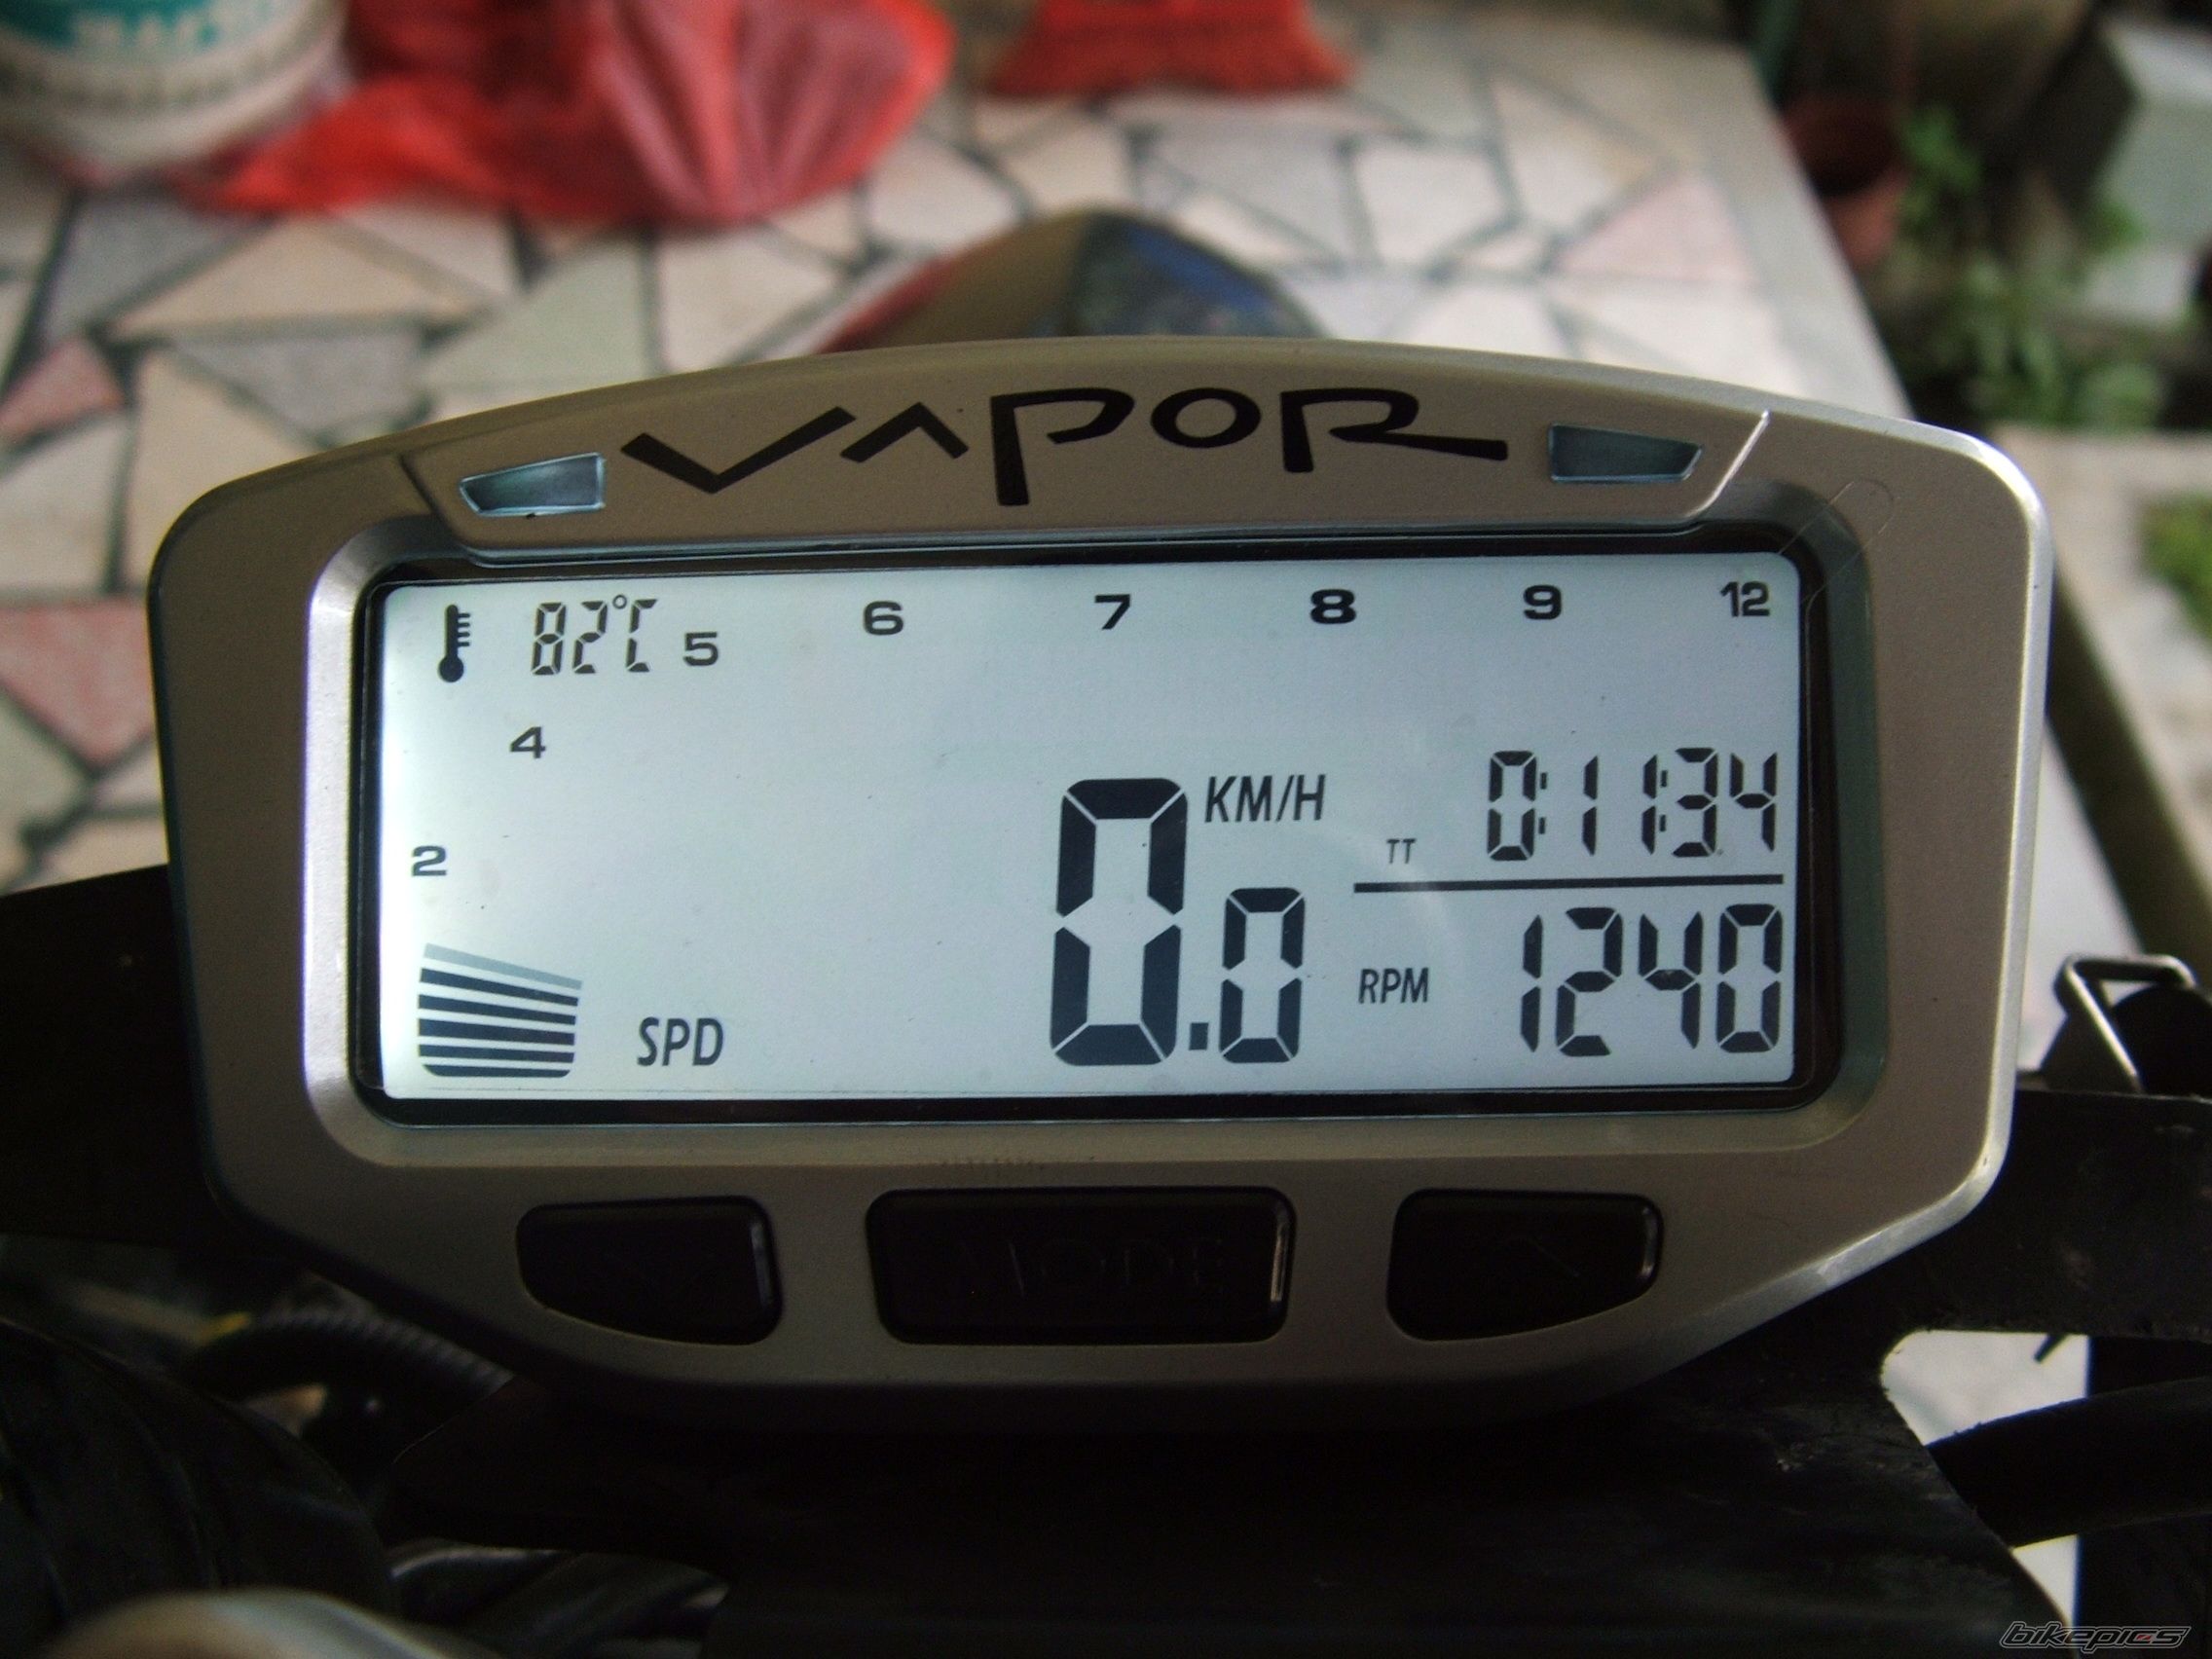 VAPOR
82°C 5 6 7 8 9 12
4
2
KM/H
0.0
TT 0:11:34
RPM 1240
SPD
MODE
bikepics